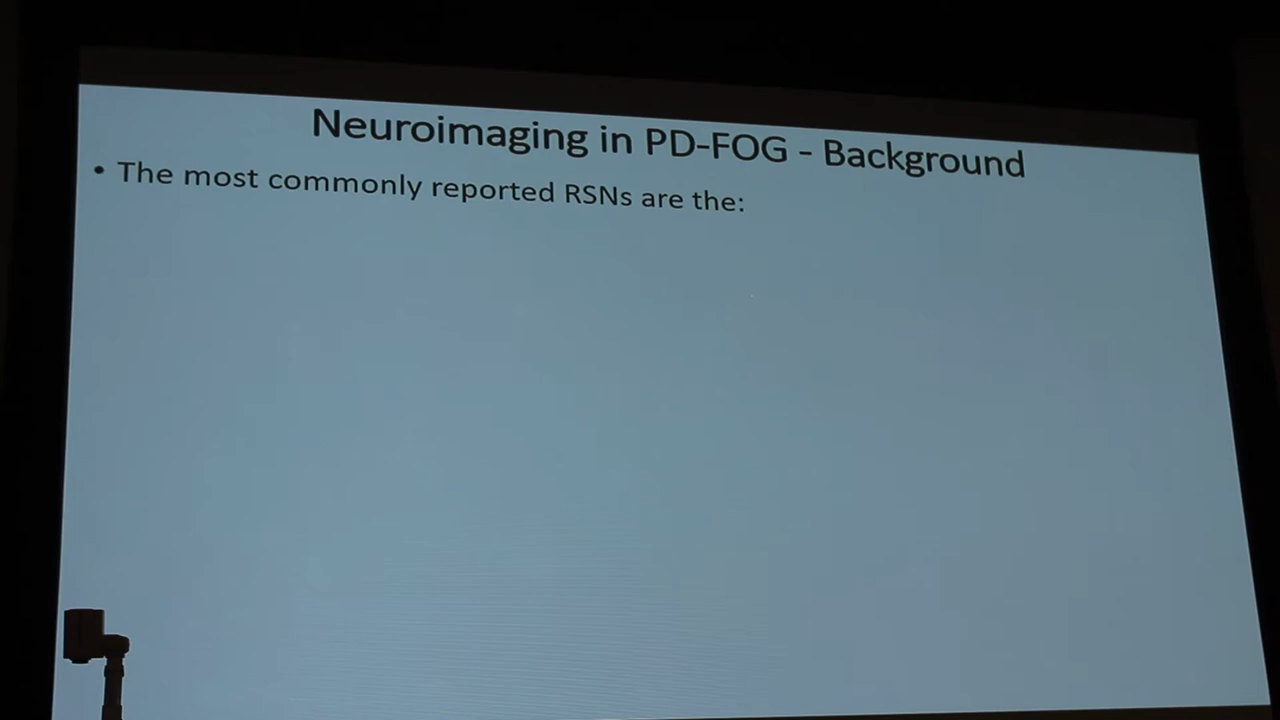 Neuroimaging in PD-FOG - Background
• The most commonly reported RSNs are the: